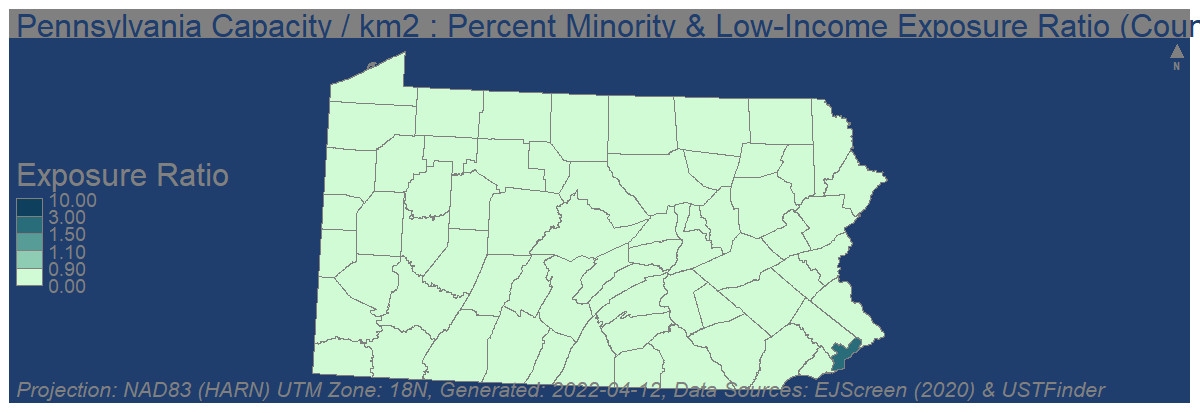 Pennsylvania Capacity / km2 : Percent Minority & Low-Income Exposure Ratio (Coun
N
Exposure Ratio
10.00
3.00
1.50
1.10
0.90
0.00
Projection: NAD83 (HARN) UTM Zone: 18N, Generated: 2022-04-12, Data Sources: EJScreen (2020) & USTFinder